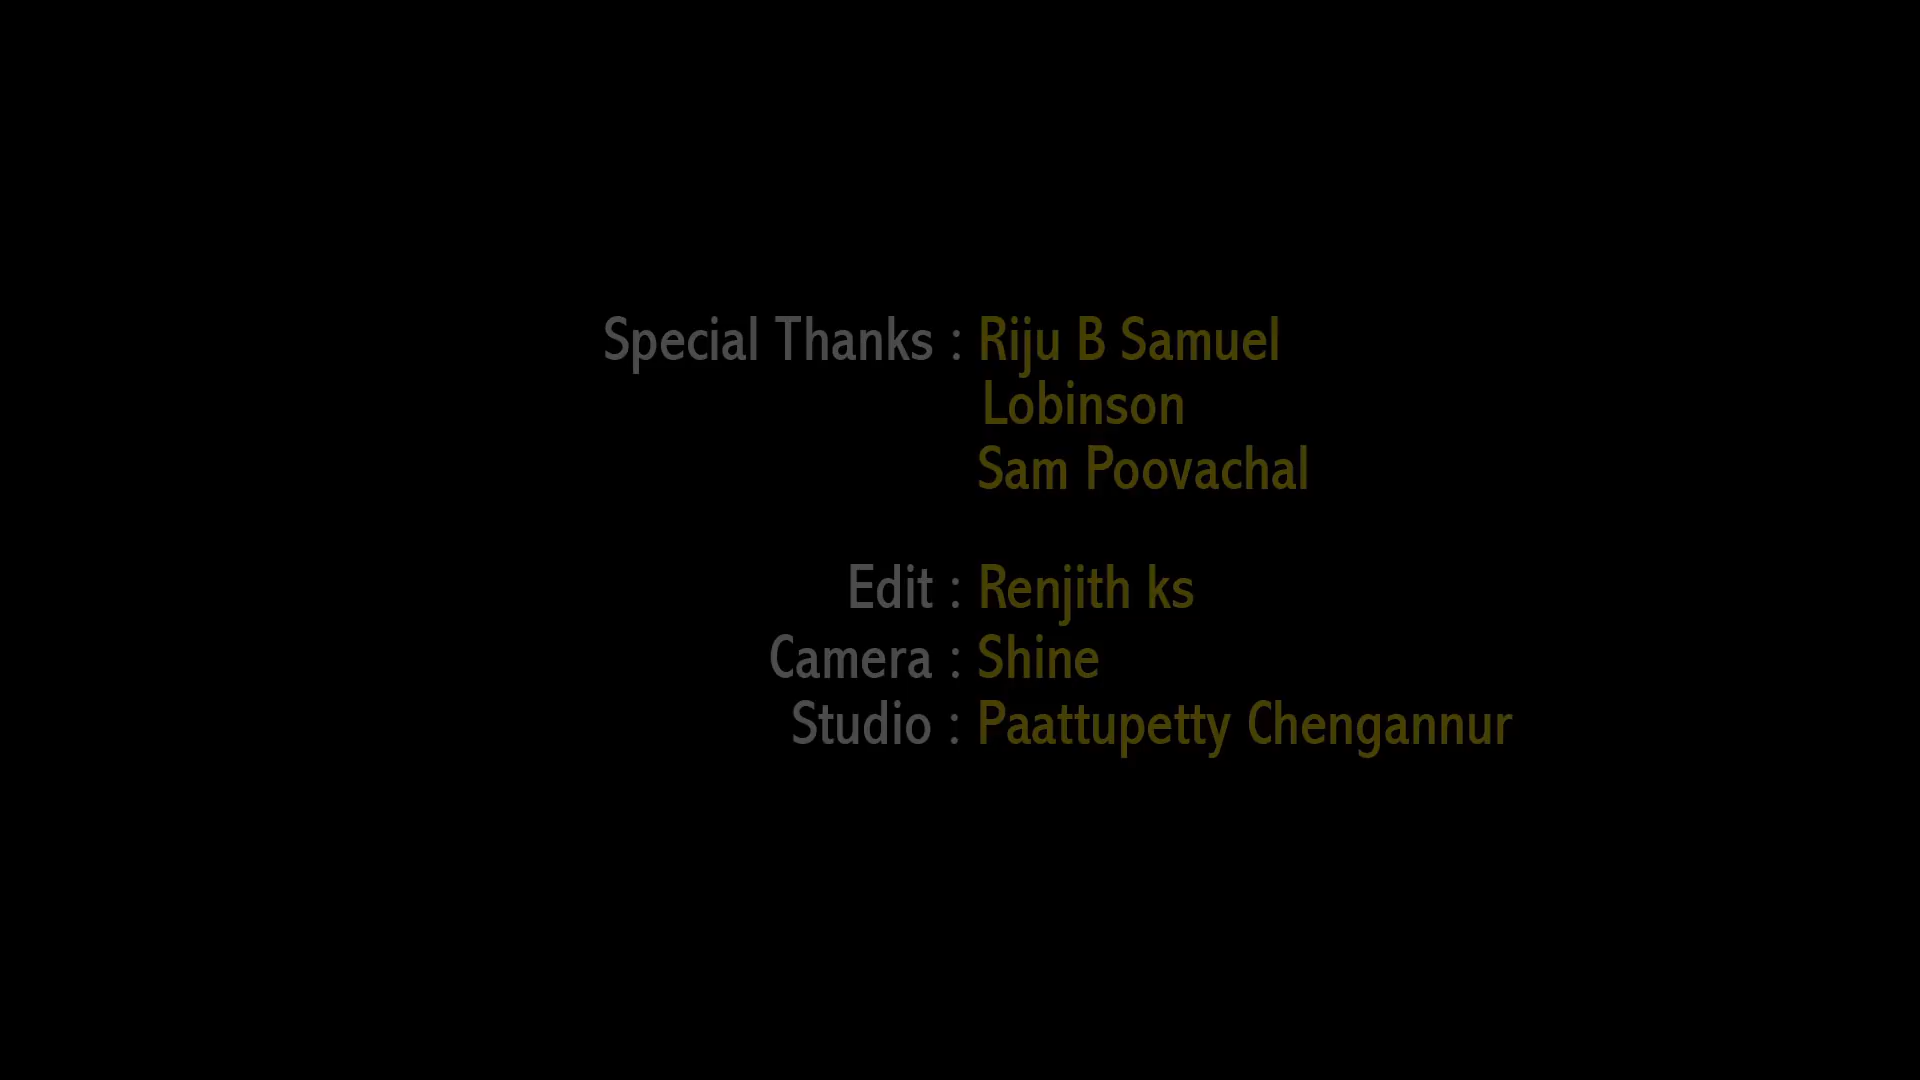 Special Thanks : Riju B Samuel
Lobinson
Sam Poovachal
Edit : Renjith ks
Camera : Shine
Studio : Paattupetty Chengannur